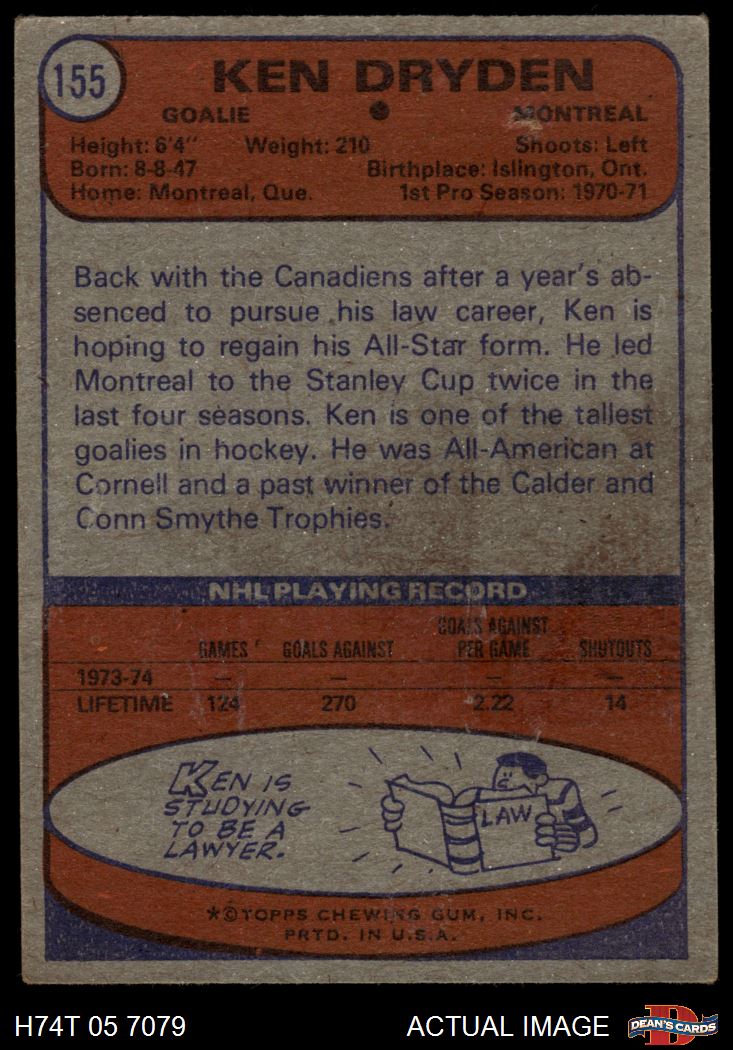 155
KEN DRYDEN
GOALIE ● MONTREAL
Height: 6'4" Weight: 210 Shoots: Left
Born: 8-8-47 Birthplace: Islington, Ont.
Home: Montreal, Que. 1st Pro Season: 1970-71
Back with the Canadiens after a year's ab-
senced to pursue his law career, Ken is
hoping to regain his All-Star form. He led
Montreal to the Stanley Cup twice in the
last four seasons. Ken is one of the tallest
goalies in hockey. He was All-American at
Cornell and a past winner of the Calder and
Conn Smythe Trophies.
NHL PLAYING RECORD
GAMES GOALS AGAINST GOALS AGAINST PER GAME SHUTOUTS
1973-74 — — — —
LIFETIME 124 270 2.22 14
KEN IS
STUDYING
TO BE A
LAWYER.
LAW
*©TOPPS CHEWING GUM, INC.
PRTD. IN U.S.A.
H74T 05 7079 ACTUAL IMAGE D DEAN'S CARDS